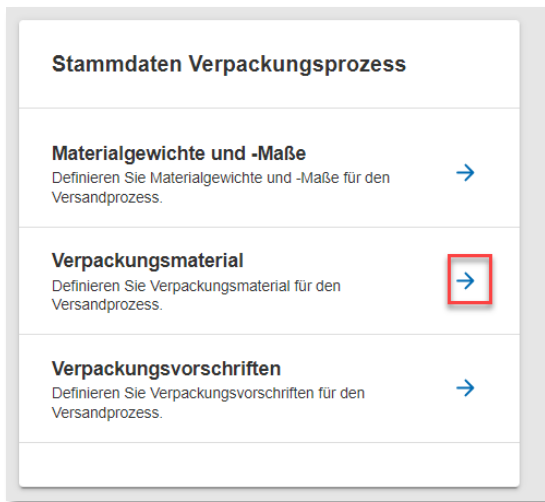 Stammdaten Verpackungsprozess
Materialgewichte und -Maße
Definieren Sie Materialgewichte und -Maße für den
Versandprozess.
Verpackungsmaterial
Definieren Sie Verpackungsmaterial für den
Versandprozess.
Verpackungsvorschriften
Definieren Sie Verpackungsvorschriften für den
Versandprozess.